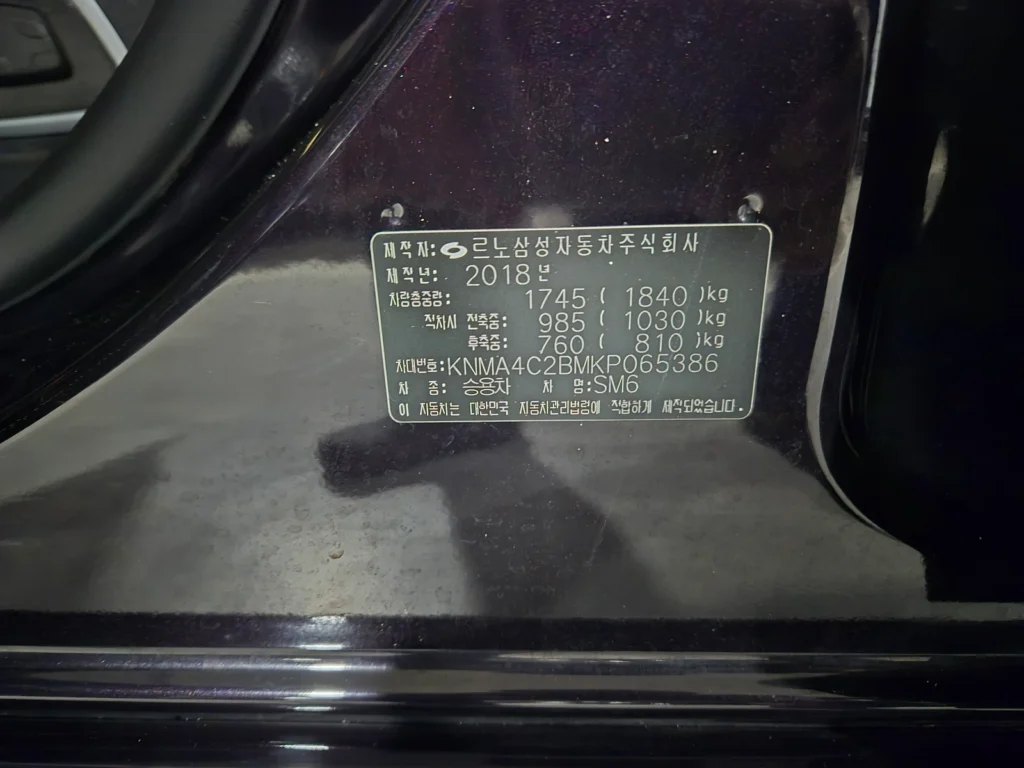 제작자: 르노삼성자동차주식회사
제작년: 2018년
차량총중량: 1745 ( 1840 )kg
적차시 전축중: 985 ( 1030 )kg
후축중: 760 ( 810 )kg
차대번호:KNMA4C2BMKP065386
차 종: 승용차 차 명:SM6
이 자동차는 대한민국 자동차관리법령에 적합하게 제작되었습니다.